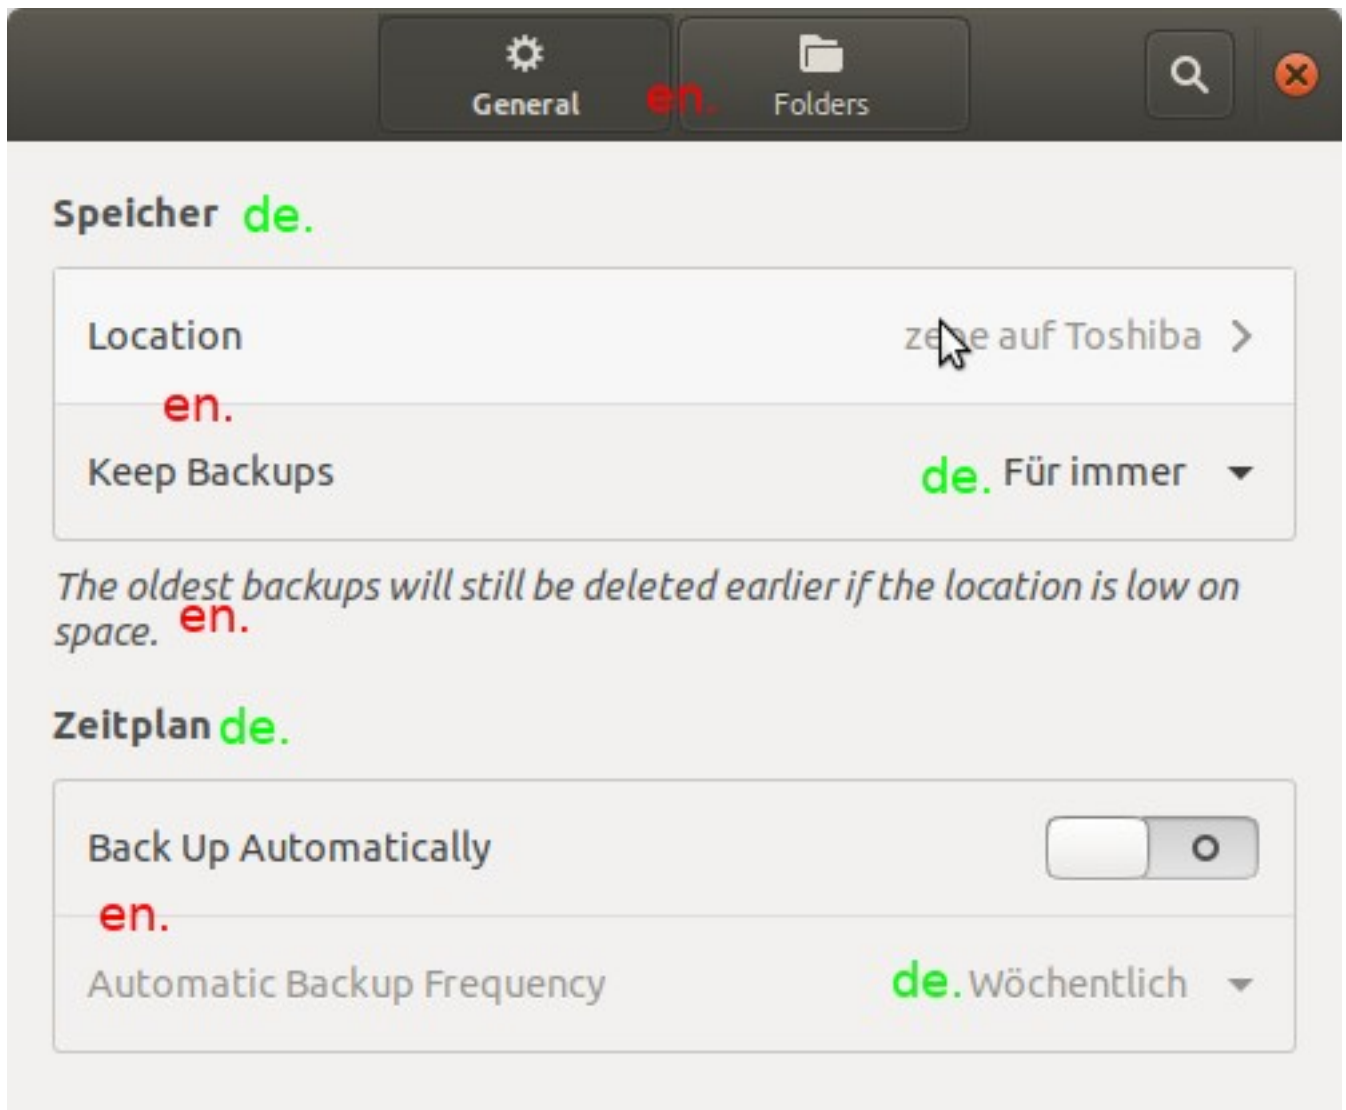 General en. Folders
Speicher de.
Location auf Toshiba
en.
Keep Backups de. Für immer
The oldest backups will still be deleted earlier if the location is low on
space. en.
Zeitplan de.
Back Up Automatically
en.
Automatic Backup Frequency de. Wöchentlich